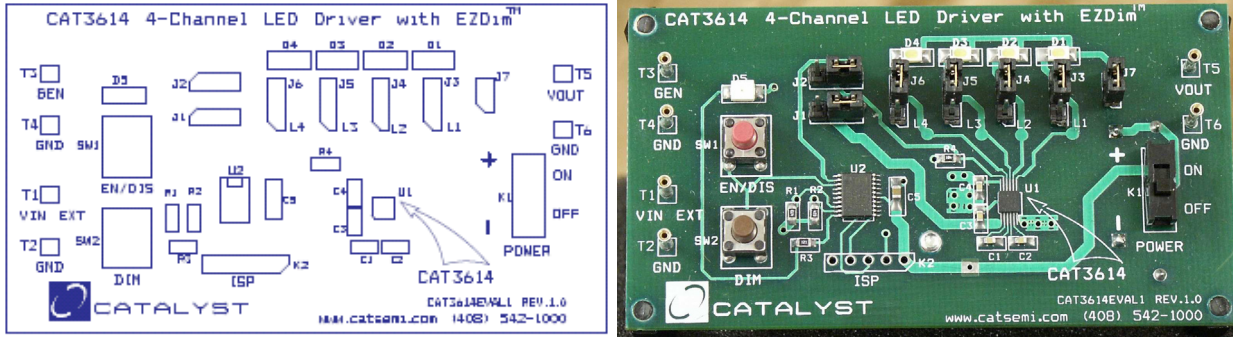 CAT3614 4-Channel LED Driver with EZDim™
D4 D3 D2 D1
T3 D5 J2 J6 J5 J4 J3 J7 T5
GEN VOUT
J1 L4 L3 L2 L1
T4 T6
GND SW1 GND
R4 +
U2 ON
EN/DIS C4 U1 K1
T1 R1 R2
VIN EXT C5 OFF
SW2 C3 -
T2 POWER
GND R3 C1 C2
K2
DIM ISP CAT3614
CATALYST CAT3614EVAL1 REV.1.0
www.catsemi.com (408) 542-1000
CAT3614 4-Channel LED Driver with EZDim™
D4 D3 D2 D1
T3 D5 J2 J6 J5 J4 J3 J7 T5
GEN VOUT
J1 L4 L3 L2 L1
T4 T6
GND SW1 GND
R4 +
U2 ON
EN/DIS C4 U1 K1
T1 R1 R2
VIN EXT C5 OFF
SW2 C3 -
T2 POWER
GND R3 C1 C2
K2
DIM ISP CAT3614
CATALYST CAT3614EVAL1 REV.1.0
www.catsemi.com (408) 542-1000